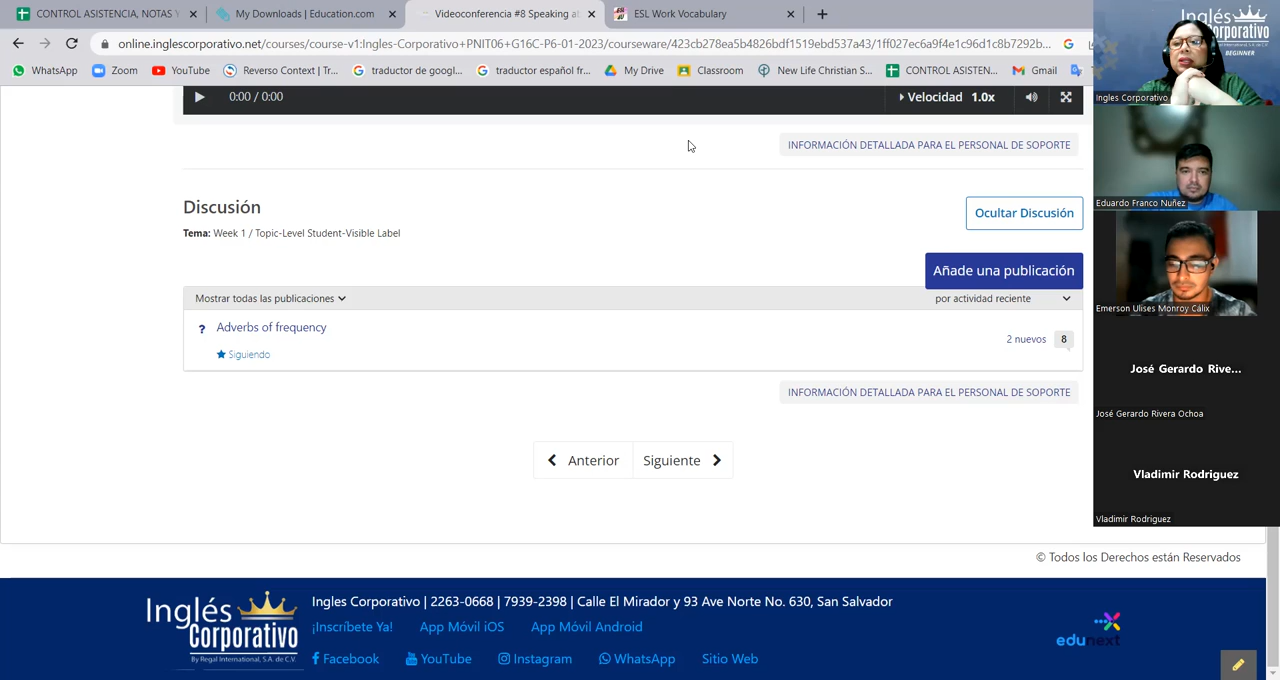 CONTROL ASISTENCIA, NOTAS Y
My Downloads | Education.com
Videoconferencia #8 Speaking at
ESL Work Vocabulary
online.inglescorporativo.net/courses/course-v1:Ingles-Corporativo+PNIT06+G16C-P6-01-2023/courseware/423cb278ea5b4826bdf1519ebd537a43/1ff027ec6a9f4e1c96d1c8b7292b...
WhatsApp
Zoom
YouTube
Reverso Context | Tr...
traductor de googl...
traductor español fr...
My Drive
Classroom
New Life Christian S...
CONTROL ASISTEN...
Gmail
0:00 / 0:00
Velocidad 1.0x
INFORMACIÓN DETALLADA PARA EL PERSONAL DE SOPORTE
Discusión
Ocultar Discusión
Tema: Week 1 / Topic-Level Student-Visible Label
Añade una publicación
Mostrar todas las publicaciones
por actividad reciente
? Adverbs of frequency
2 nuevos 8
Siguiendo
INFORMACIÓN DETALLADA PARA EL PERSONAL DE SOPORTE
Anterior
Siguiente
© Todos los Derechos están Reservados
Inglés
Corporativo
By Regal International, S.A. de C.V.
Ingles Corporativo | 2263-0668 | 7939-2398 | Calle El Mirador y 93 Ave Norte No. 630, San Salvador
¡Inscríbete Ya!
App Móvil iOS
App Móvil Android
Facebook
YouTube
Instagram
WhatsApp
Sitio Web
edunext
Inglés
Corporativo
BEGINNER
Ingles Corporativo
Eduardo Franco Nuñez
Emerson Ulises Monroy Cálix
José Gerardo Rive...
José Gerardo Rivera Ochoa
Vladimir Rodriguez
Vladimir Rodriguez